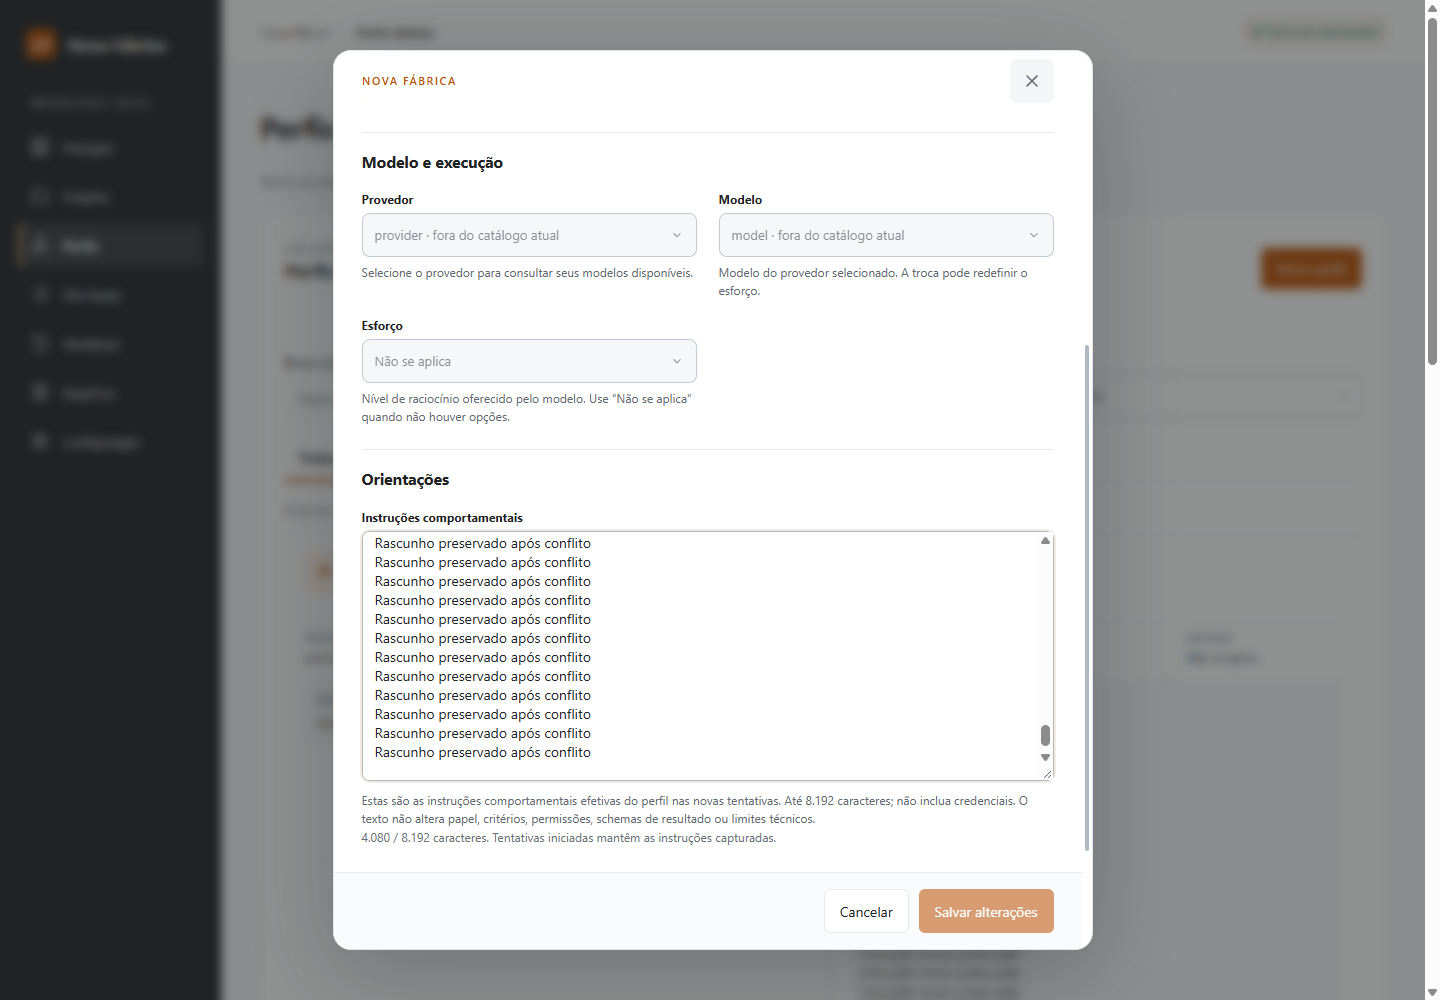 NOVA FÁBRICA
Modelo e execução
Provedor
provider · fora do catálogo atual
Selecione o provedor para consultar seus modelos disponíveis.
Modelo
model · fora do catálogo atual
Modelo do provedor selecionado. A troca pode redefinir o
esforço.
Esforço
Não se aplica
Nível de raciocínio oferecido pelo modelo. Use “Não se aplica”
quando não houver opções.
Orientações
Instruções comportamentais
Rascunho preservado após conflito
Rascunho preservado após conflito
Rascunho preservado após conflito
Rascunho preservado após conflito
Rascunho preservado após conflito
Rascunho preservado após conflito
Rascunho preservado após conflito
Rascunho preservado após conflito
Rascunho preservado após conflito
Rascunho preservado após conflito
Rascunho preservado após conflito
Rascunho preservado após conflito
Estas são as instruções comportamentais efetivas do perfil nas novas tentativas. Até 8.192 caracteres; não inclua credenciais. O
texto não altera papel, critérios, permissões, schemas de resultado ou limites técnicos.
4.080 / 8.192 caracteres. Tentativas iniciadas mantêm as instruções capturadas.
Cancelar
Salvar alterações